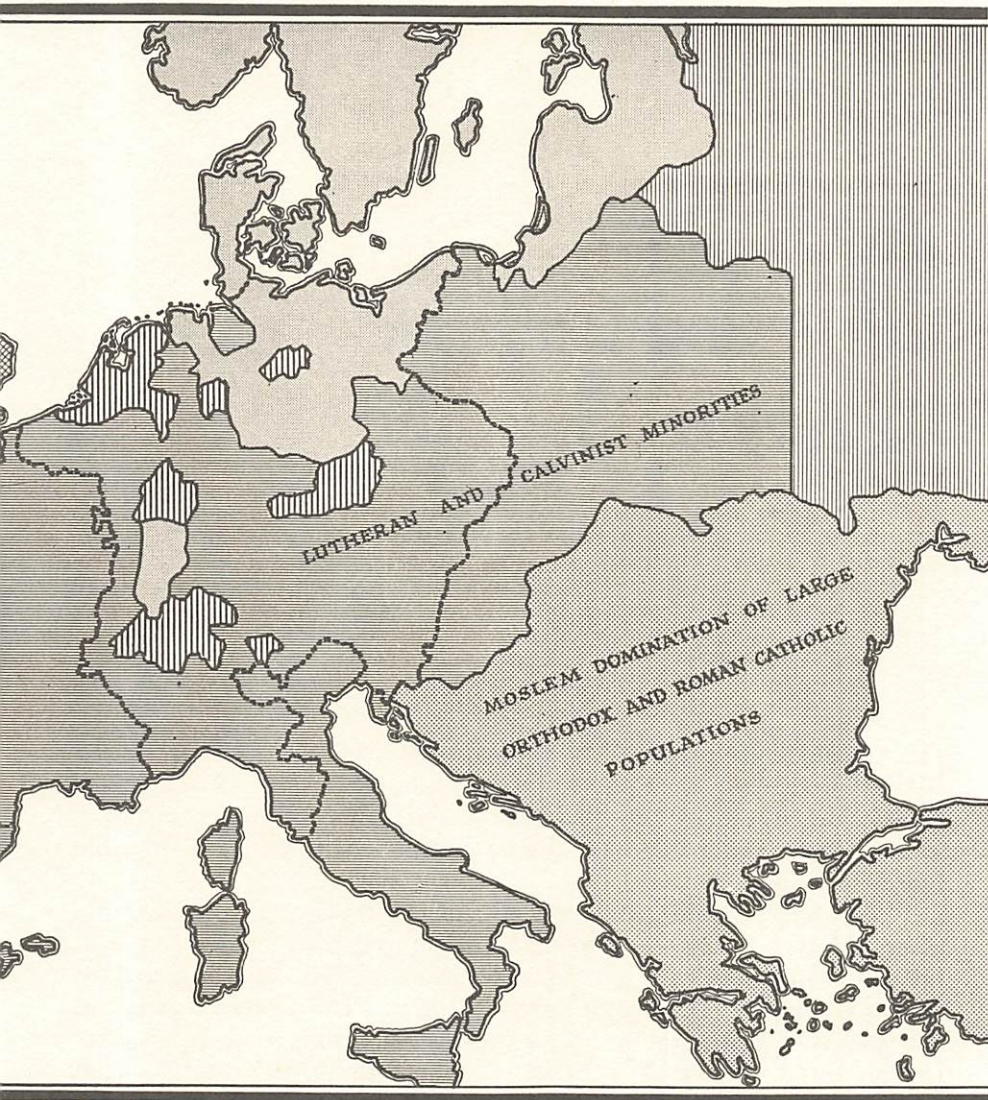 LUTHERAN AND CALVINIST MINORITIES
MOSLEM DOMINATION OF LARGE
ORTHODOX AND ROMAN CATHOLIC
POPULATIONS